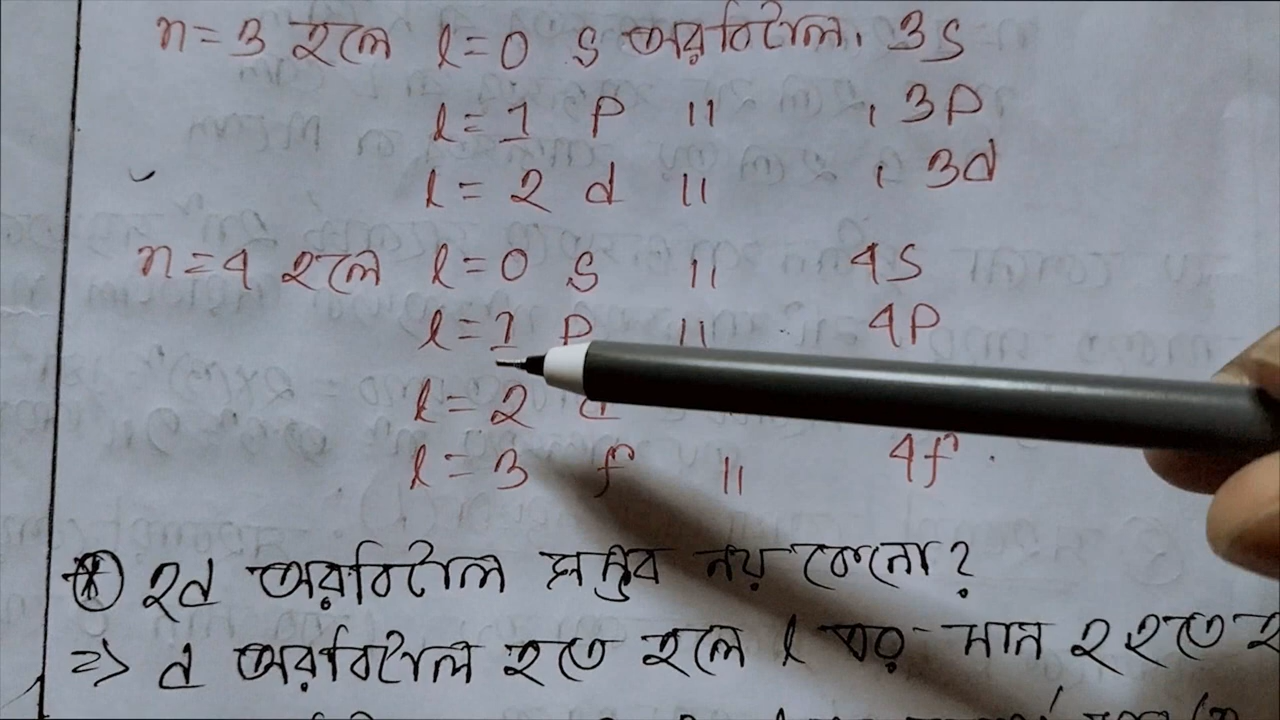 n = 3 হলে l = 0 s অরবিটাল, 3s
l = 1 p " , 3p
l = 2 d " , 3d
n = 4 হলে l = 0 s " 4s
l = 1 p " 4p
l = 2 d
l = 3 f " 4f
2d অরবিটাল সম্ভব নয় কেনো?
=> d অরবিটাল হতে হলে l এর মান 2 হতে